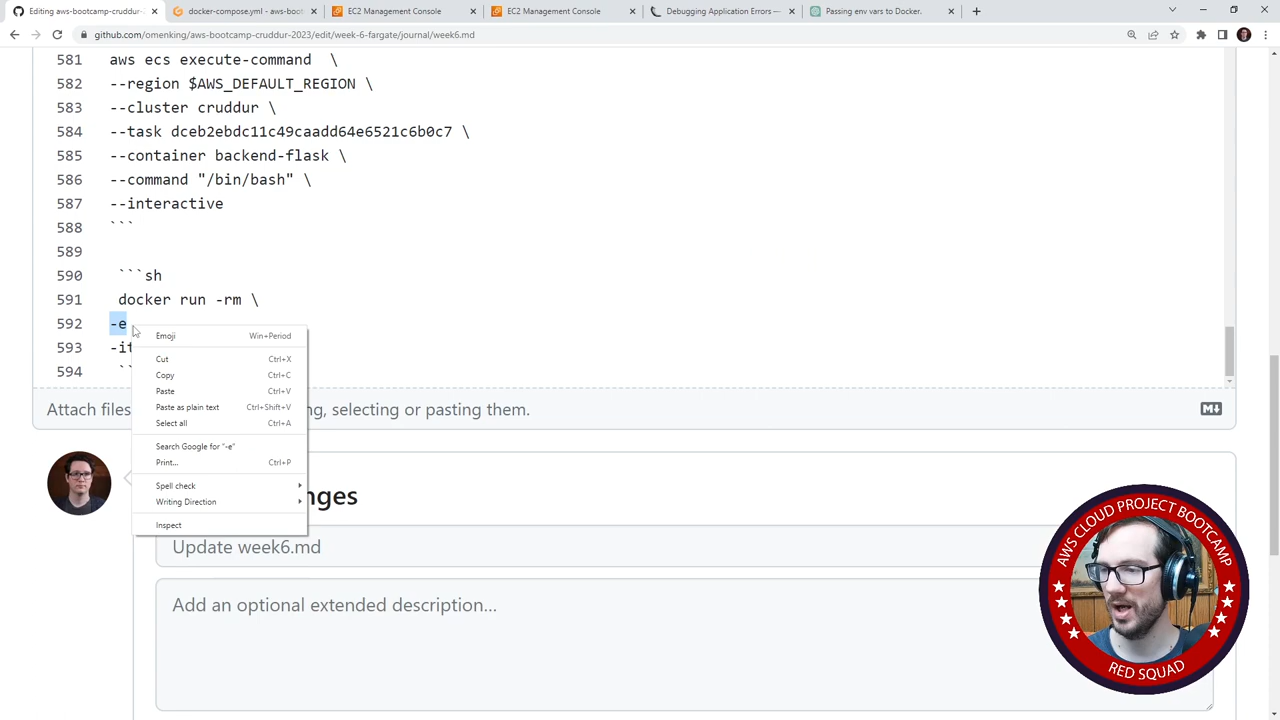 Editing aws-bootcamp-cruddur-2023
docker-compose.yml - aws-boot
EC2 Management Console
EC2 Management Console
Debugging Application Errors —
Passing env vars to Docker.
github.com/omenking/aws-bootcamp-cruddur-2023/edit/week-6-fargate/journal/week6.md
581 aws ecs execute-command \
582 --region $AWS_DEFAULT_REGION \
583 --cluster cruddur \
584 --task dceb2ebdc11c49caadd64e6521c6b0c7 \
585 --container backend-flask \
586 --command "/bin/bash" \
587 --interactive
588 ```
589
590 ```sh
591 docker run -rm \
592 -e
593 -it
594 ``
Emoji Win+Period
Cut Ctrl+X
Copy Ctrl+C
Paste Ctrl+V
Paste as plain text Ctrl+Shift+V
Select all Ctrl+A
Search Google for "-e"
Print... Ctrl+P
Spell check
Writing Direction
Inspect
Attach files
ng, selecting or pasting them.
nges
Update week6.md
Add an optional extended description...
AWS CLOUD PROJECT BOOTCAMP
RED SQUAD